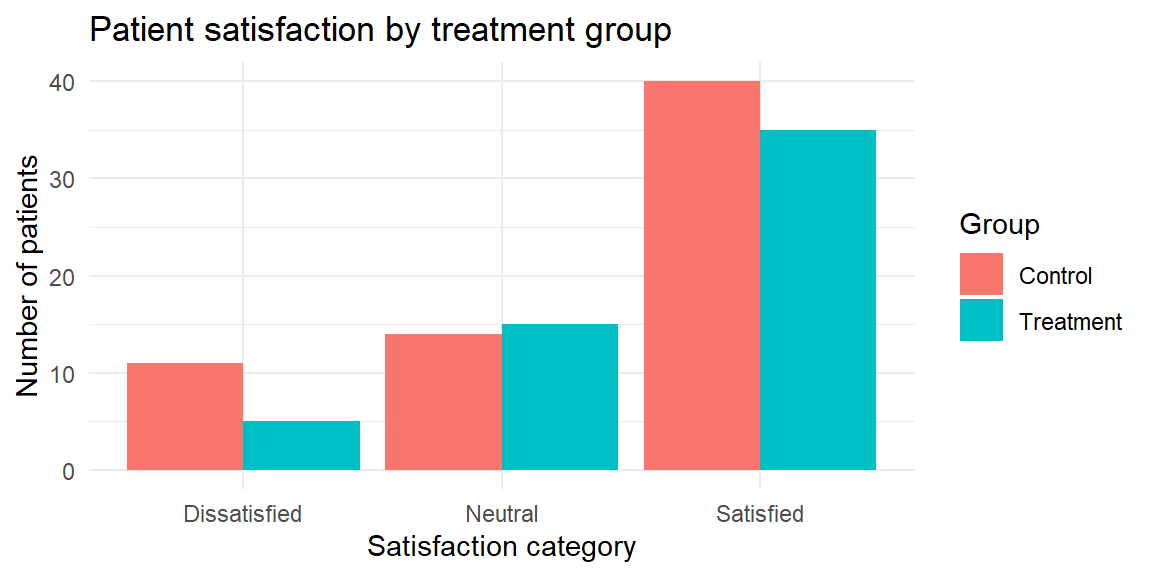 Patient satisfaction by treatment group
Number of patients
40
30
20
10
0
Dissatisfied
Neutral
Satisfied
Satisfaction category
Group
Control
Treatment